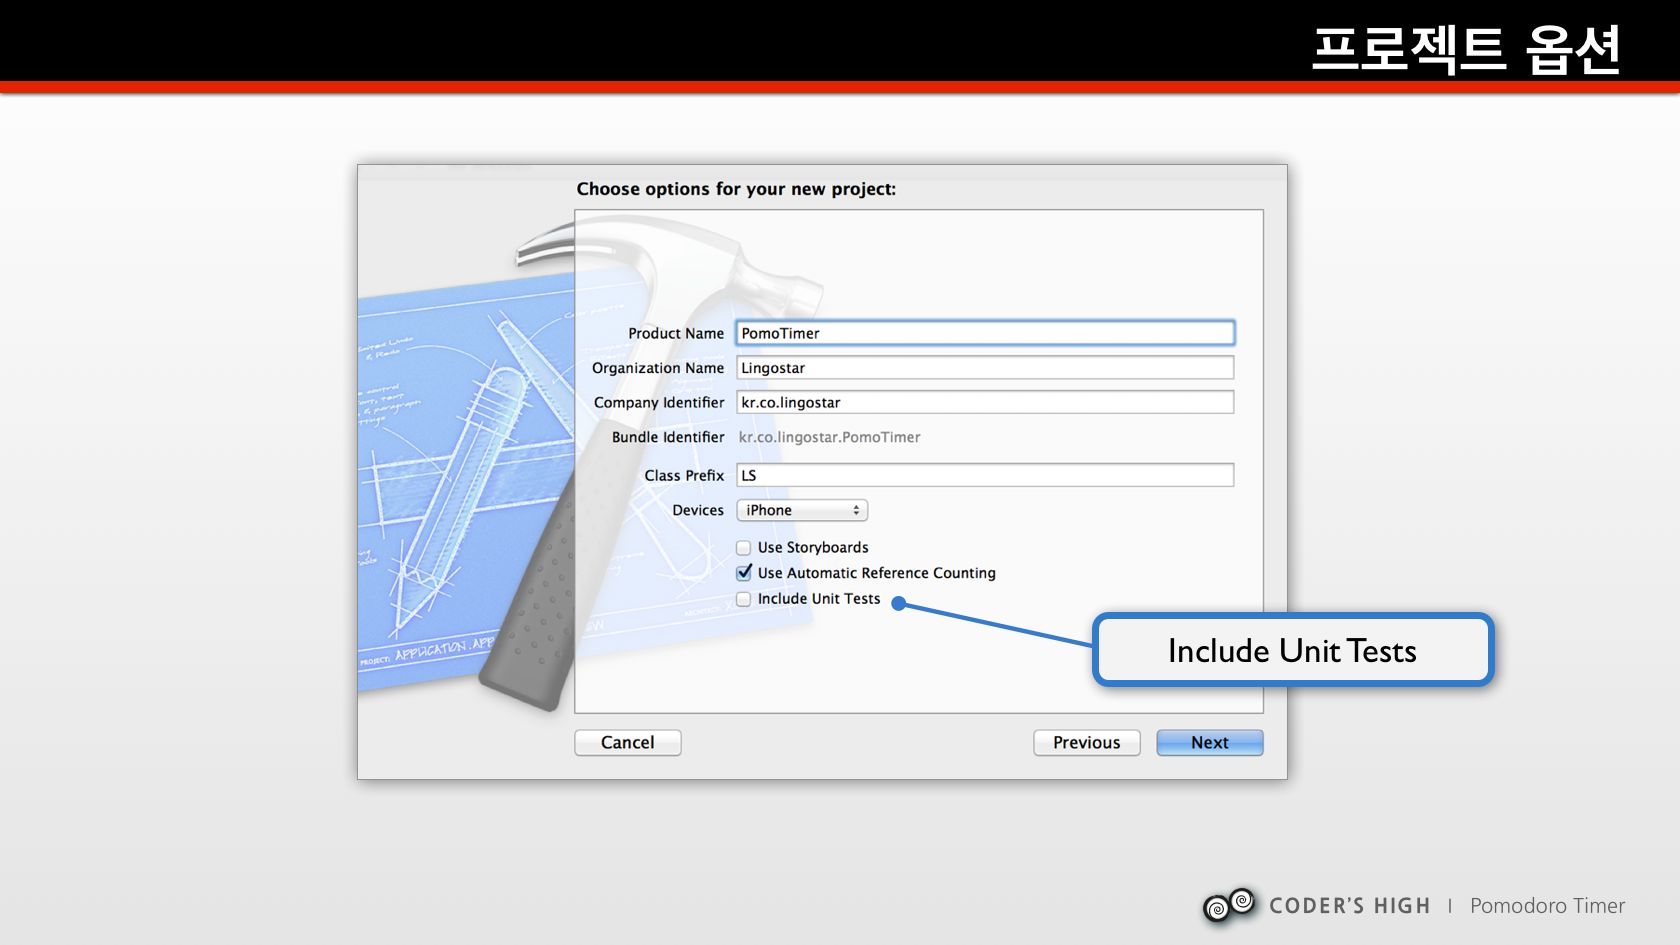 프로젝트 옵션
Choose options for your new project:
Product Name PomoTimer
Organization Name Lingostar
Company Identifier kr.co.lingostar
Bundle Identifier kr.co.lingostar.PomoTimer
Class Prefix LS
Devices iPhone
Use Storyboards
Use Automatic Reference Counting
Include Unit Tests
Include Unit Tests
PROJECT: APPLICATION.APP
Cancel Previous Next
CODER'S HIGH | Pomodoro Timer